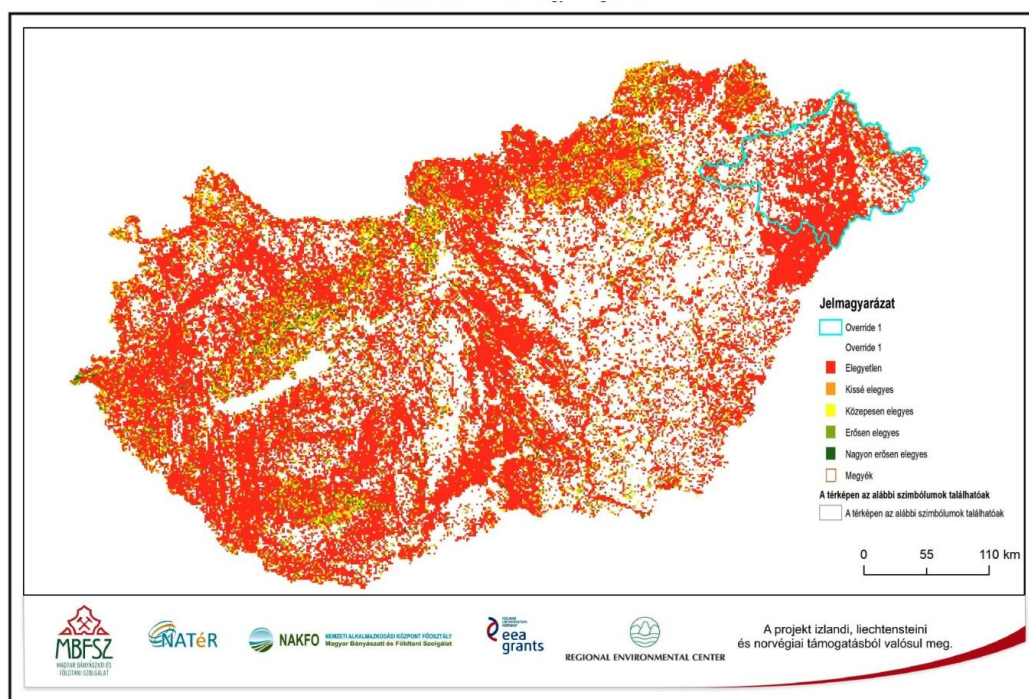 Jelmagyarázat
Override 1
Override 1
Elegyetlen
Kissé elegyes
Közepesen elegyes
Erősen elegyes
Nagyon erősen elegyes
Megyék
A térképen az alábbi szimbólumok találhatóak
A térképen az alábbi szimbólumok találhatóak
0 55 110 km
MBFSZ
MAGYAR BÁNYÁSZATI ÉS
FÖLDTANI SZOLGÁLAT
NATéR
NAKFO
NEMZETI ALKALMAZKODÁSI KÖZPONT FŐOSZTÁLY
Magyar Bányászati és Földtani Szolgálat
ICELAND
LIECHTENSTEIN
NORWAY
eea
grants
REGIONAL ENVIRONMENTAL CENTER
A projekt izlandi, liechtensteini
és norvégiai támogatásból valósul meg.